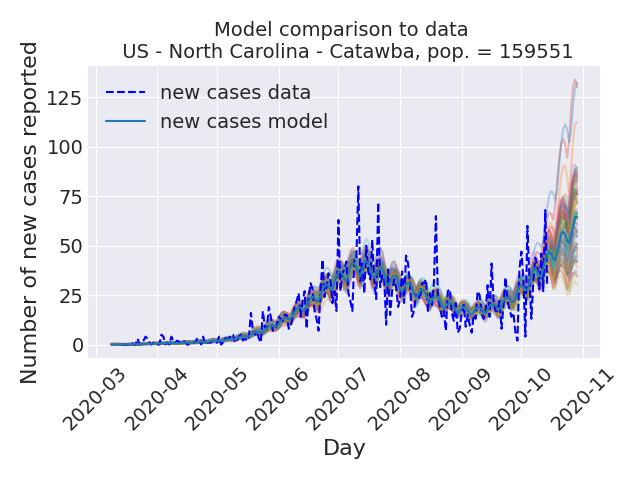 Model comparison to data
US - North Carolina - Catawba, pop. = 159551
Number of new cases reported
125
100
75
50
25
0
new cases data
new cases model
2020-03
2020-04
2020-05
2020-06
2020-07
2020-08
2020-09
2020-10
2020-11
Day